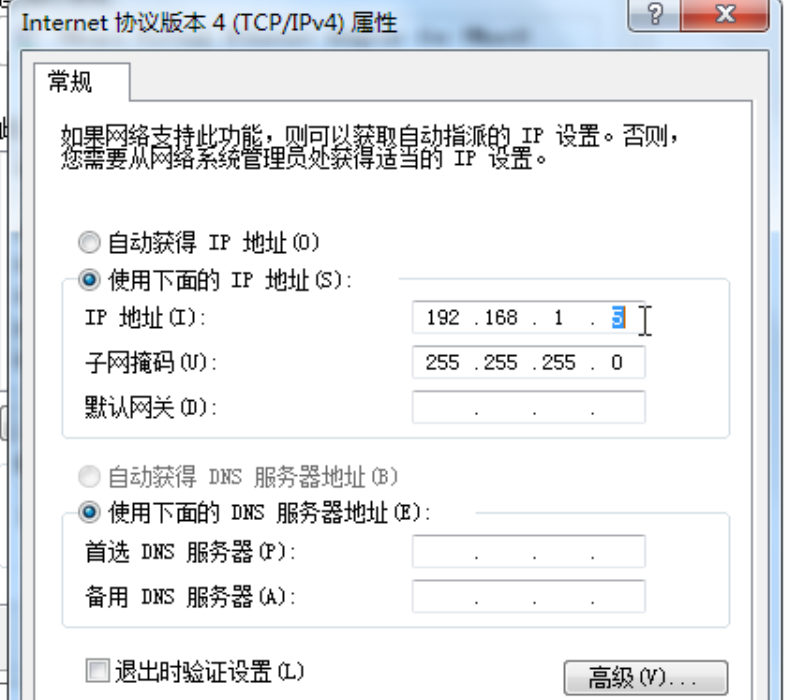 Internet 协议版本 4 (TCP/IPv4) 属性
常规
如果网络支持此功能，则可以获取自动指派的 IP 设置。否则，
您需要从网络系统管理员处获得适当的 IP 设置。
自动获得 IP 地址(O)
使用下面的 IP 地址(S):
IP 地址(I): 192 .168 . 1 . 5
子网掩码(U): 255 .255 .255 . 0
默认网关(D): . . .
自动获得 DNS 服务器地址(B)
使用下面的 DNS 服务器地址(E):
首选 DNS 服务器(P): . . .
备用 DNS 服务器(A): . . .
退出时验证设置(L)
高级(V)...